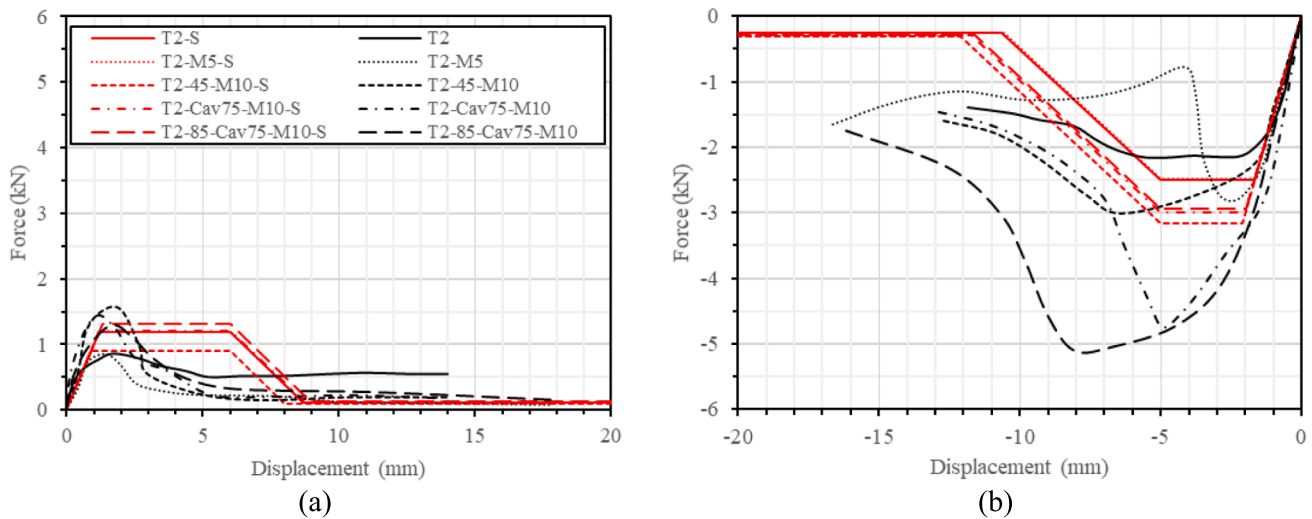 6
T2-S T2
T2-M5-S T2-M5
5
T2-45-M10-S T2-45-M10
T2-Cav75-M10-S T2-Cav75-M10
T2-85-Cav75-M10-S T2-85-Cav75-M10
4
3
2
1
0
Force (kN)
0 5 10 15 20
Displacement (mm)
(a)
0
-1
-2
-3
-4
-5
-6
Force (kN)
-20 -15 -10 -5 0
Displacement (mm)
(b)